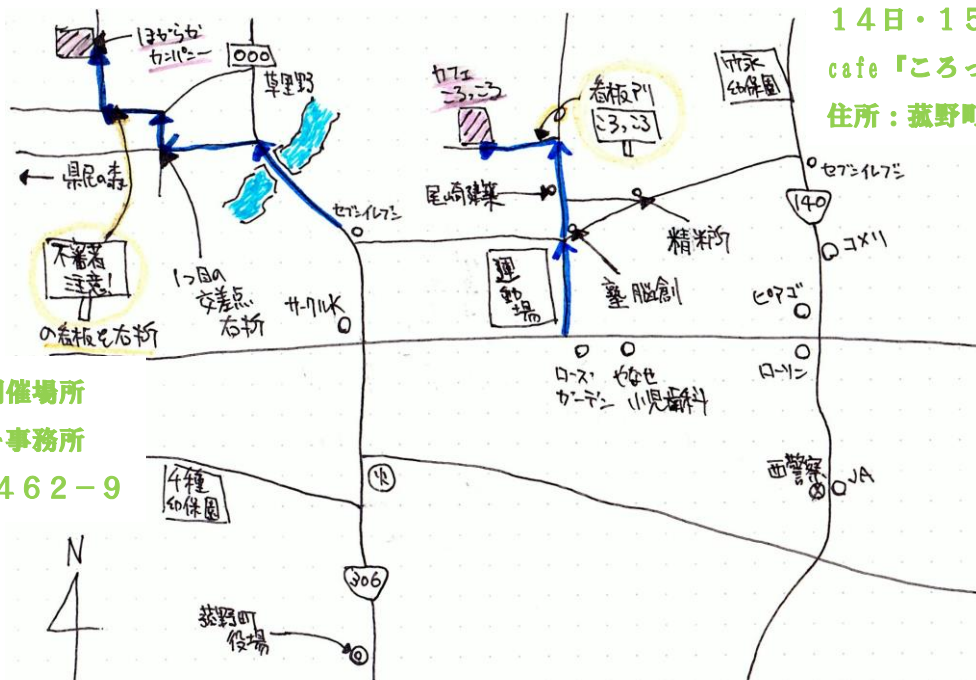 ほがらか
カンパニー
草里野
← 県民の森
不審者
注意!
の看板を右折
1つ目の
交差点
右折
セブンイレブン
サークルK
カフェ
ころっころ
看板アリ
ころっころ
尾崎建築
運動場
精米所
塾 脳創
竹永
幼保園
14日・15
cafe『ころっ
住所:菰野町
セブンイレブン
140
コメリ
ピアゴ
ローズ
ガーデン
やなせ
小児歯科
ローソン
西警察
JA
催場所
事務所
462-9
千種
幼保園
306
菰野町
役場
N